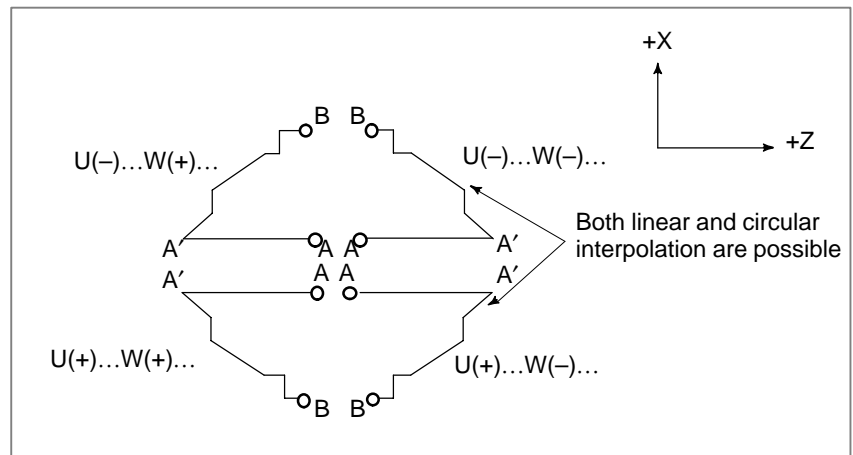 +X
+Z
B B
U(–)…W(+)…
U(–)…W(–)…
Both linear and circular
interpolation are possible
A′ A A A′
A′ A A A′
U(+)…W(+)…
U(+)…W(–)…
B B